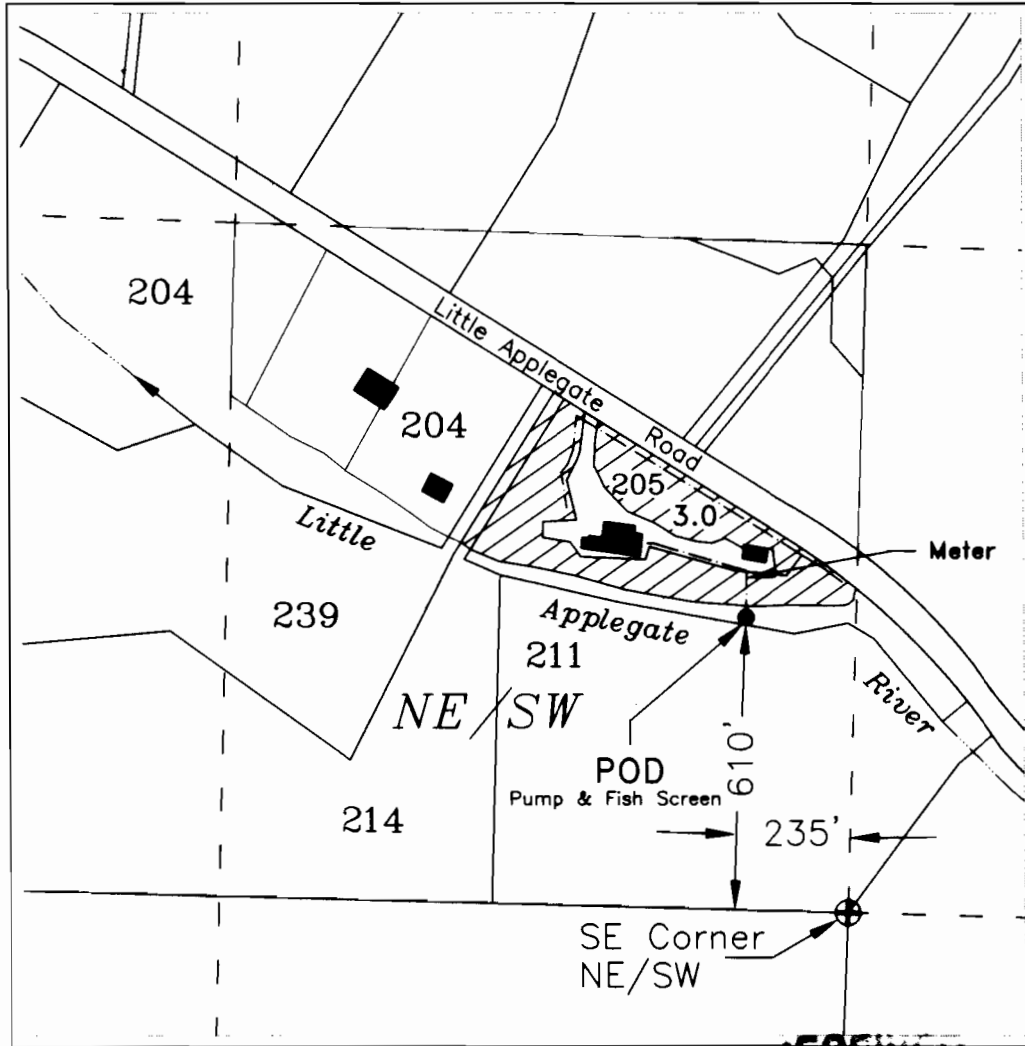 204
Little Applegate Road
204
205
3.0
Little
Meter
239
Applegate
211
NE/SW
River
POD
Pump & Fish Screen
610'
235'
214
SE Corner
NE/SW